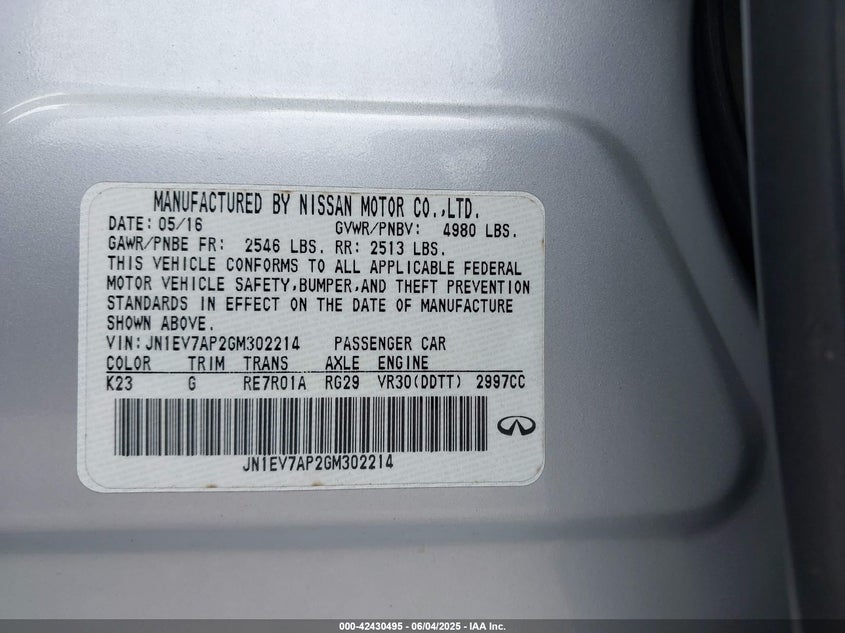 MANUFACTURED BY NISSAN MOTOR CO.,LTD.
DATE: 05/16 GVWR/PNBV: 4980 LBS.
GAWR/PNBE FR: 2546 LBS. RR: 2513 LBS.
THIS VEHICLE CONFORMS TO ALL APPLICABLE FEDERAL
MOTOR VEHICLE SAFETY,BUMPER,AND THEFT PREVENTION
STANDARDS IN EFFECT ON THE DATE OF MANUFACTURE
SHOWN ABOVE.
VIN:JN1EV7AP2GM302214 PASSENGER CAR
COLOR TRIM TRANS AXLE ENGINE
K23 G RE7R01A RG29 VR30(DDTT) 2997CC
JN1EV7AP2GM302214
000-42430495 - 06/04/2025 - IAA Inc.